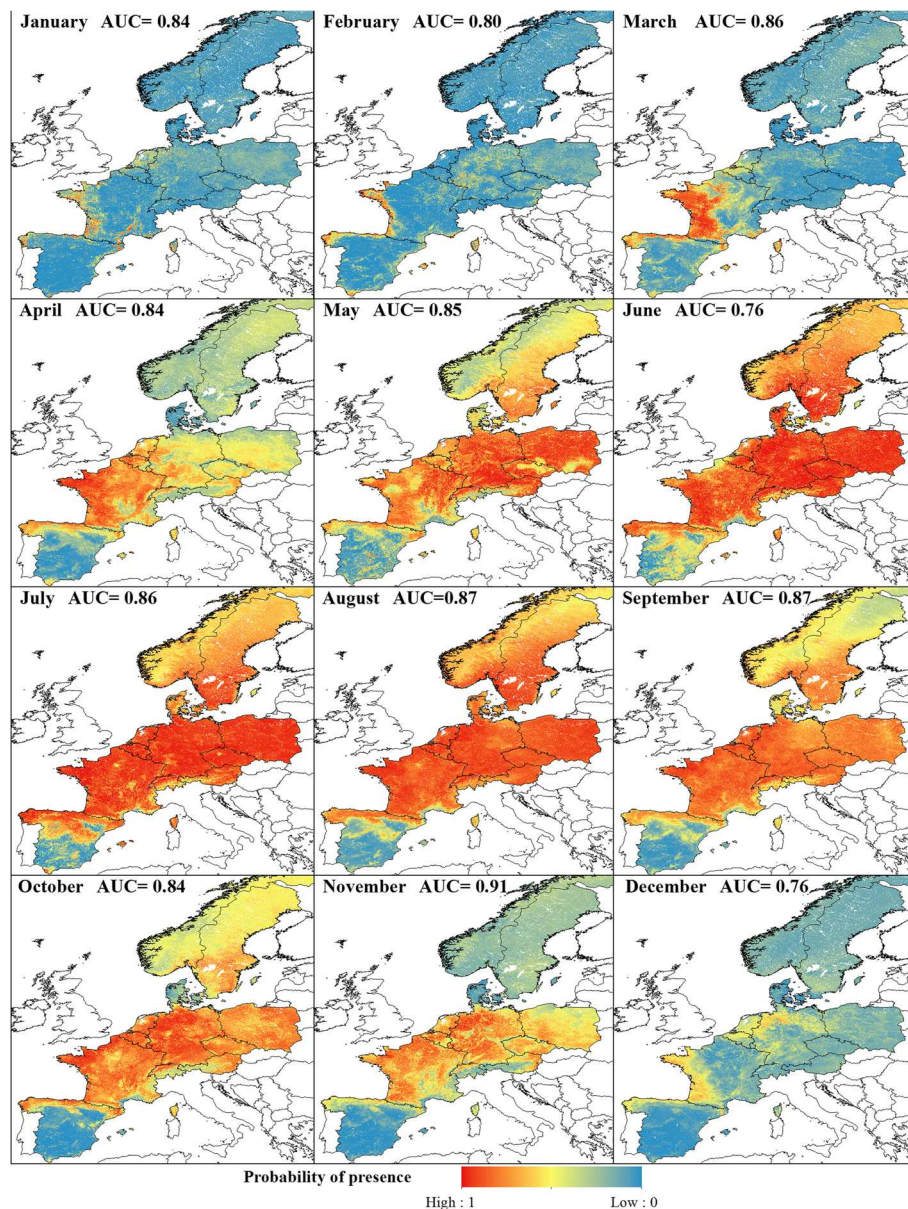 January AUC= 0.84
February AUC= 0.80
March AUC= 0.86
April AUC= 0.84
May AUC= 0.85
June AUC= 0.76
July AUC= 0.86
August AUC=0.87
September AUC= 0.87
October AUC= 0.84
November AUC= 0.91
December AUC= 0.76
Probability of presence
High : 1
Low : 0